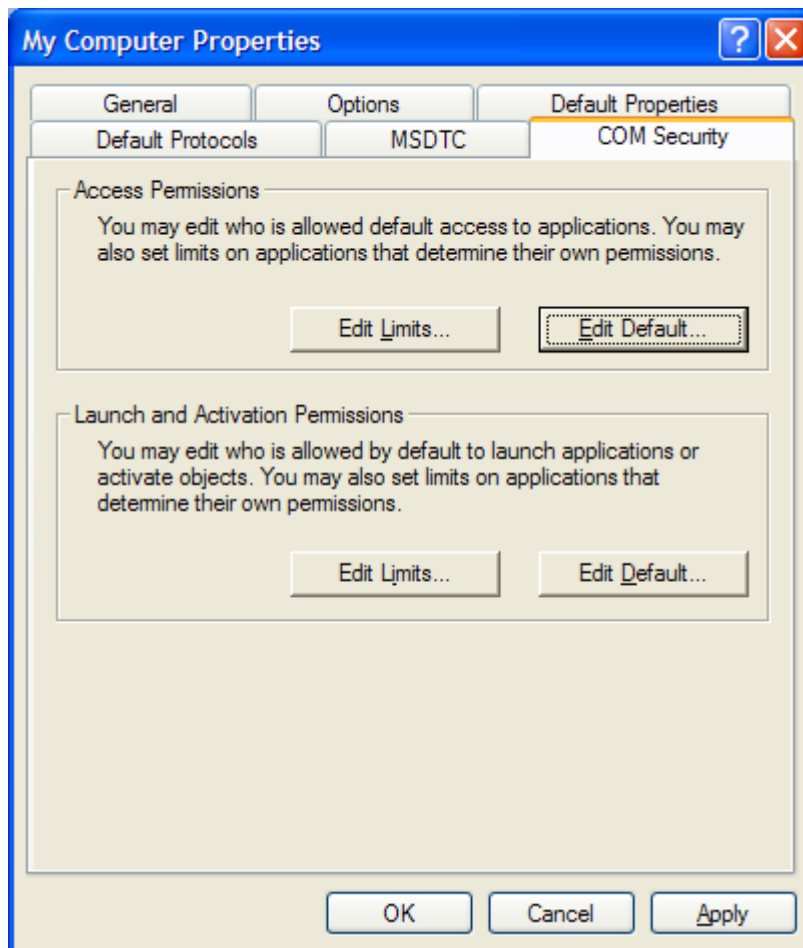 My Computer Properties
?
General Options Default Properties
Default Protocols MSDTC COM Security
Access Permissions
You may edit who is allowed default access to applications. You may
also set limits on applications that determine their own permissions.
Edit Limits... Edit Default...
Launch and Activation Permissions
You may edit who is allowed by default to launch applications or
activate objects. You may also set limits on applications that
determine their own permissions.
Edit Limits... Edit Default...
OK Cancel Apply